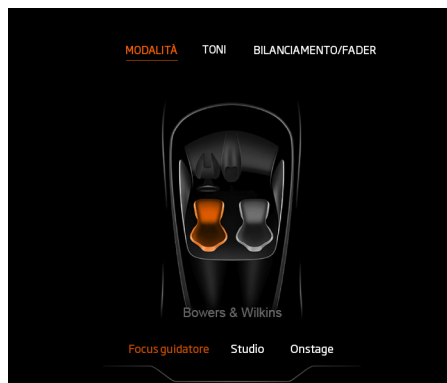 MODALITÀ TONI BILANCIAMENTO/FADER
Bowers & Wilkins
Focus guidatore Studio Onstage